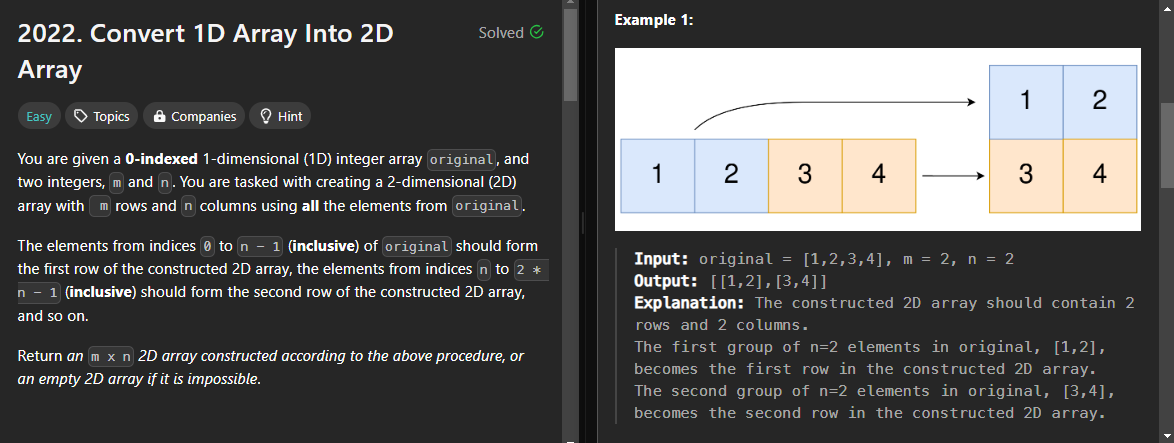 2022. Convert 1D Array Into 2D
Array
Solved
Easy
Topics
Companies
Hint
You are given a 0-indexed 1-dimensional (1D) integer array original, and
two integers, m and n. You are tasked with creating a 2-dimensional (2D)
array with m rows and n columns using all the elements from original.
The elements from indices 0 to n - 1 (inclusive) of original should form
the first row of the constructed 2D array, the elements from indices n to 2 *
n - 1 (inclusive) should form the second row of the constructed 2D array,
and so on.
Return an m x n 2D array constructed according to the above procedure, or
an empty 2D array if it is impossible.
Example 1:
1 2
1 2 3 4
3 4
Input: original = [1,2,3,4], m = 2, n = 2
Output: [[1,2],[3,4]]
Explanation: The constructed 2D array should contain 2
rows and 2 columns.
The first group of n=2 elements in original, [1,2],
becomes the first row in the constructed 2D array.
The second group of n=2 elements in original, [3,4],
becomes the second row in the constructed 2D array.